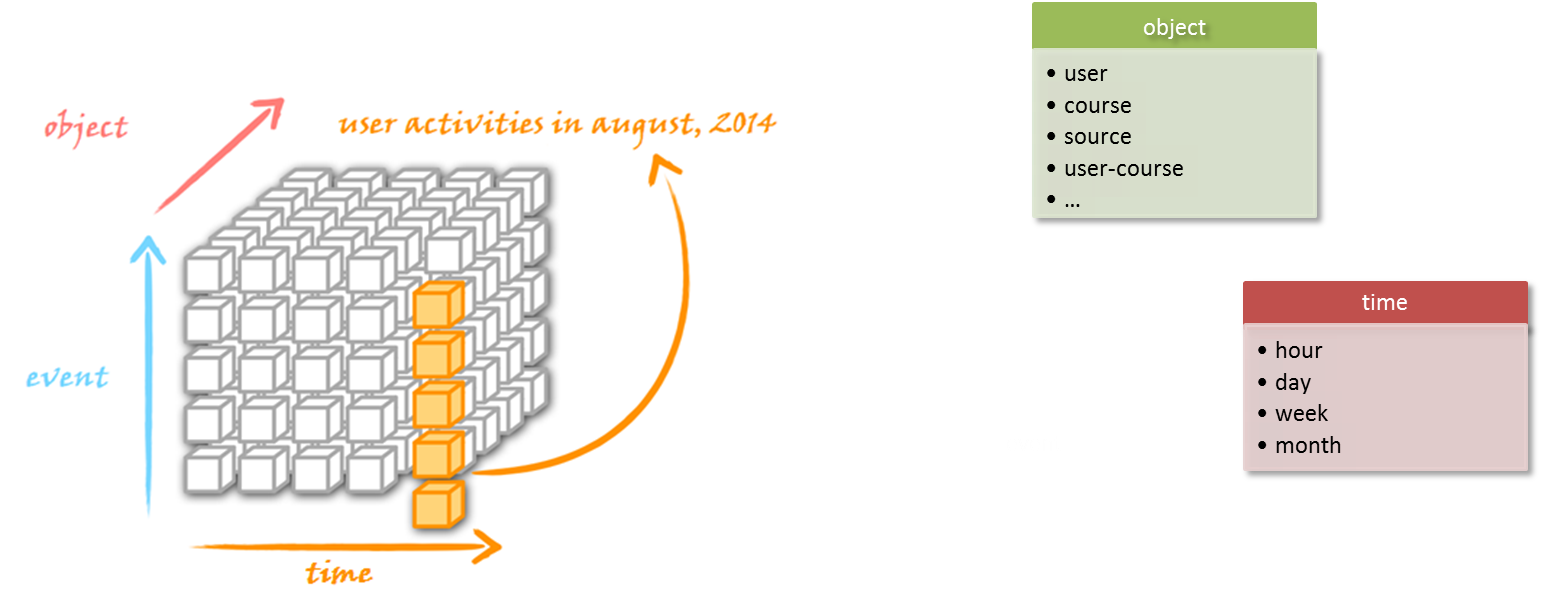 object
user activities in august, 2014
event
time
object
• user
• course
• source
• user-course
• ...
time
• hour
• day
• week
• month